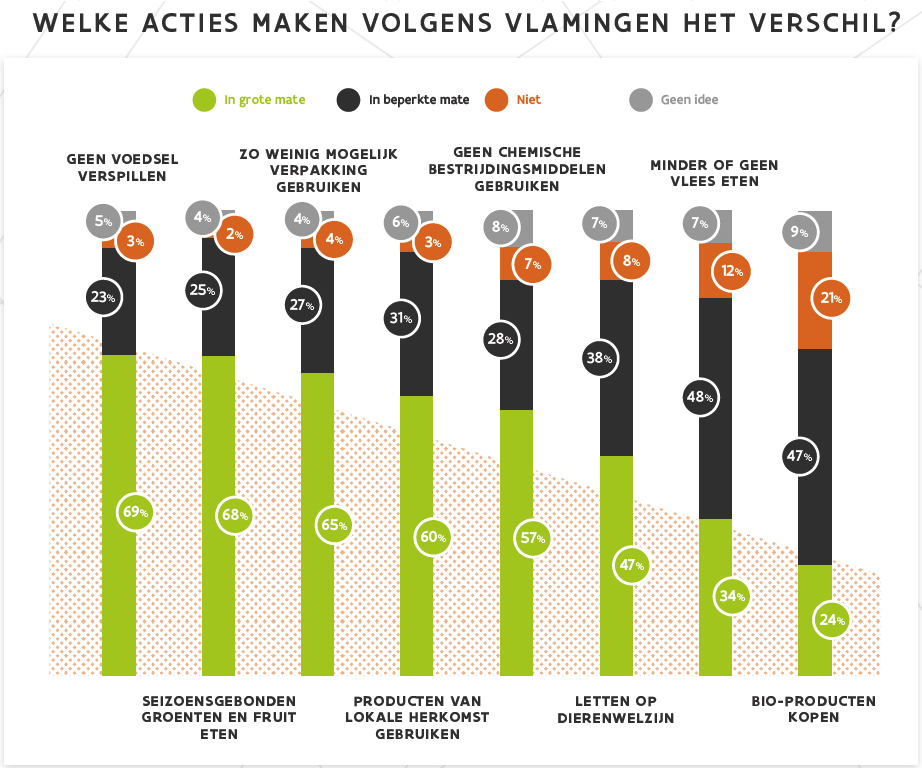 WELKE ACTIES MAKEN VOLGENS VLAMINGEN HET VERSCHIL?
In grote mate
In beperkte mate
Niet
Geen idee
GEEN VOEDSEL
VERSPILLEN
ZO WEINIG MOGELIJK
VERPAKKING
GEBRUIKEN
GEEN CHEMISCHE
BESTRIJDINGSMIDDELEN
GEBRUIKEN
MINDER OF GEEN
VLEES ETEN
5%
3%
23%
69%
4%
2%
25%
68%
4%
4%
27%
65%
6%
3%
31%
60%
8%
7%
28%
57%
7%
8%
38%
47%
7%
12%
48%
34%
9%
21%
47%
24%
SEIZOENSGEBONDEN
GROENTEN EN FRUIT
ETEN
PRODUCTEN VAN
LOKALE HERKOMST
GEBRUIKEN
LETTEN OP
DIERENWELZIJN
BIO-PRODUCTEN
KOPEN